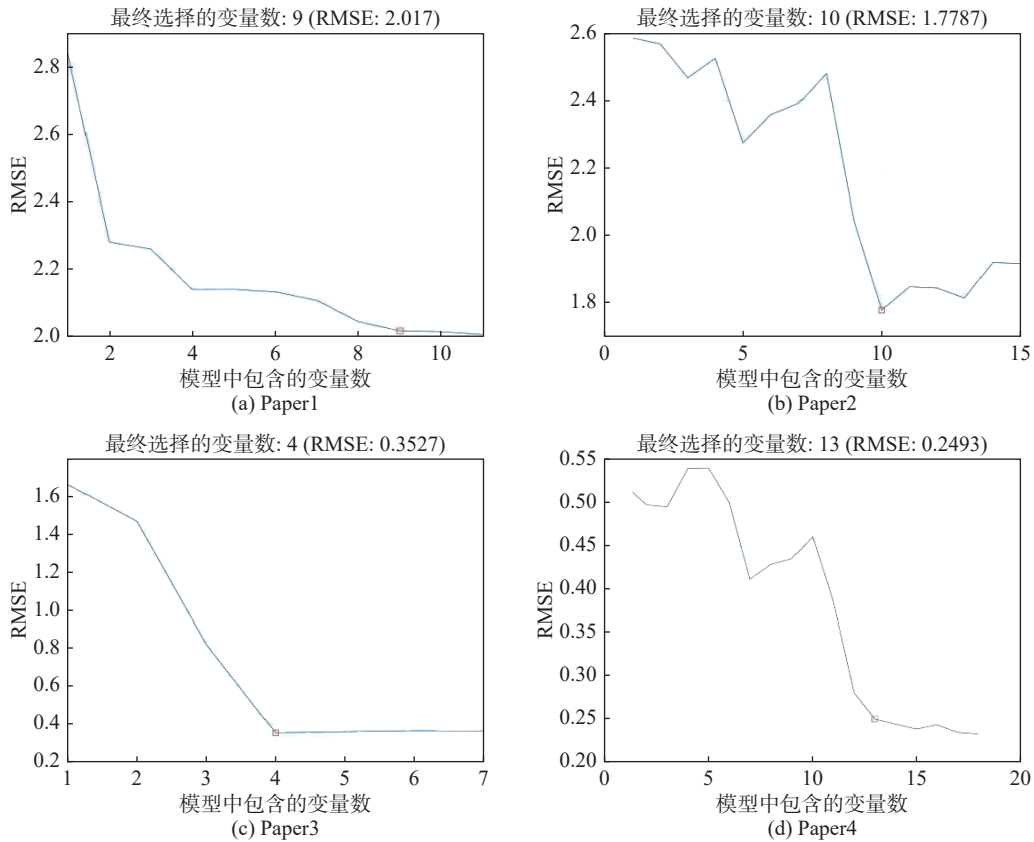 最终选择的变量数: 9 (RMSE: 2.017)
2.8
2.6
2.4
2.2
2.0
RMSE
2 4 6 8 10
模型中包含的变量数
(a) Paper1
最终选择的变量数: 10 (RMSE: 1.7787)
2.6
2.4
2.2
2.0
1.8
RMSE
0 5 10 15
模型中包含的变量数
(b) Paper2
最终选择的变量数: 4 (RMSE: 0.3527)
1.6
1.4
1.2
1.0
0.8
0.6
0.4
0.2
RMSE
1 2 3 4 5 6 7
模型中包含的变量数
(c) Paper3
最终选择的变量数: 13 (RMSE: 0.2493)
0.55
0.50
0.45
0.40
0.35
0.30
0.25
0.20
RMSE
0 5 10 15 20
模型中包含的变量数
(d) Paper4